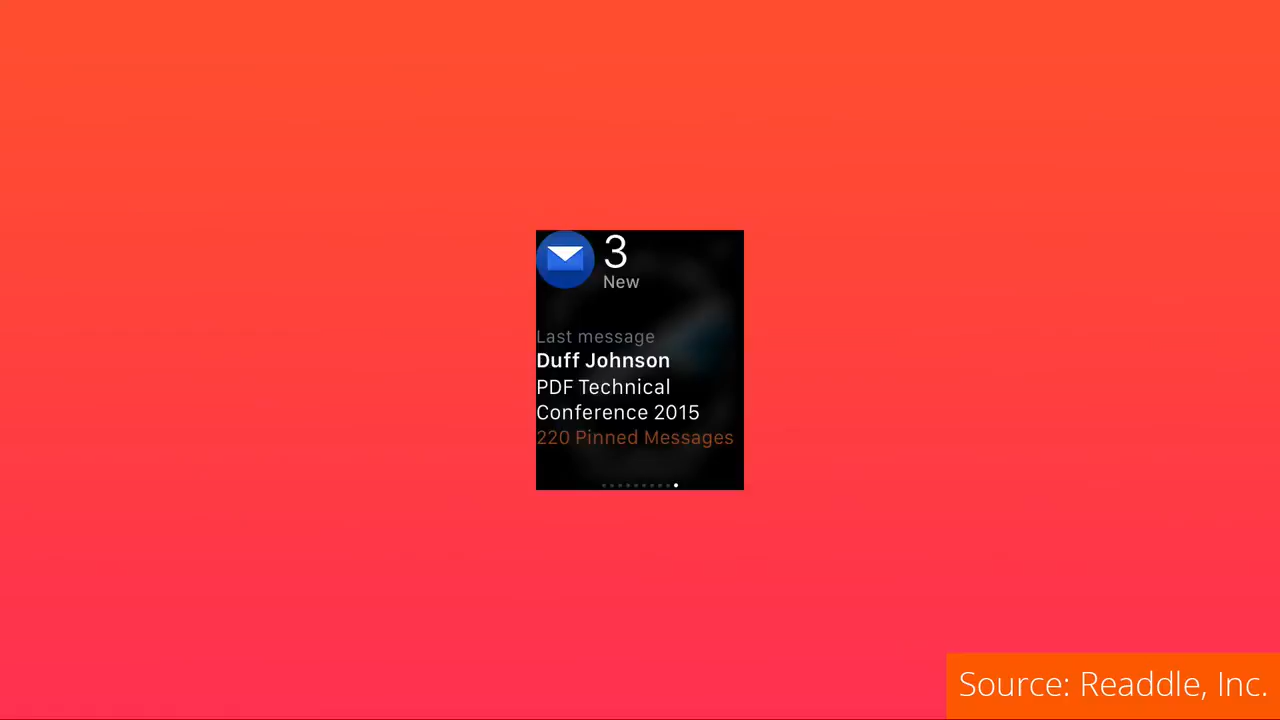 3
New
Last message
Duff Johnson
PDF Technical
Conference 2015
220 Pinned Messages
Source: Readdle, Inc.